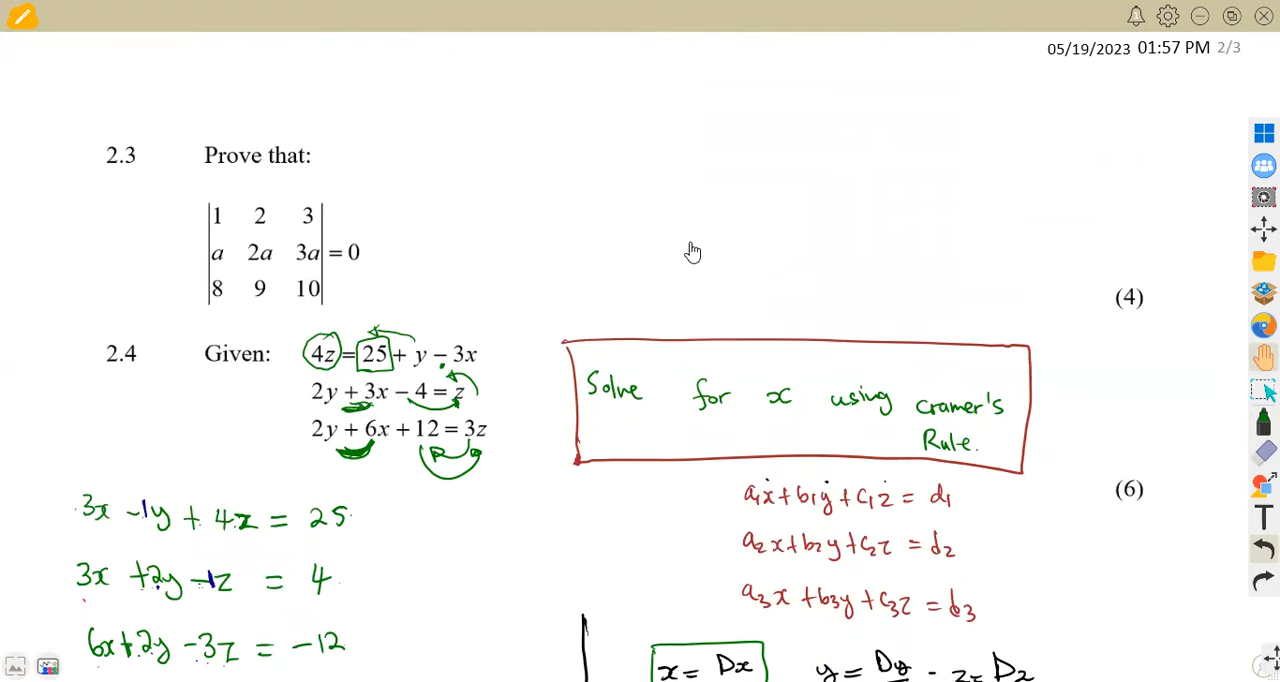 05/19/2023 01:57 PM 2/3
2.3 Prove that:
1 2 3
a 2a 3a = 0
8 9 10
(4)
2.4 Given: 4z = 25 + y − 3x
2y + 3x − 4 = z
2y + 6x + 12 = 3z
Solve for x using cramer's
Rule.
(6)
a₁x + b₁y + c₁z = d₁
a₂x + b₂y + c₂z = d₂
a₃x + b₃y + c₃z = d₃
3x − 1y + 4z = 25
3x + 2y − 1z = 4
6x + 2y − 3z = −12
x = Dx y = Dy z = Dz